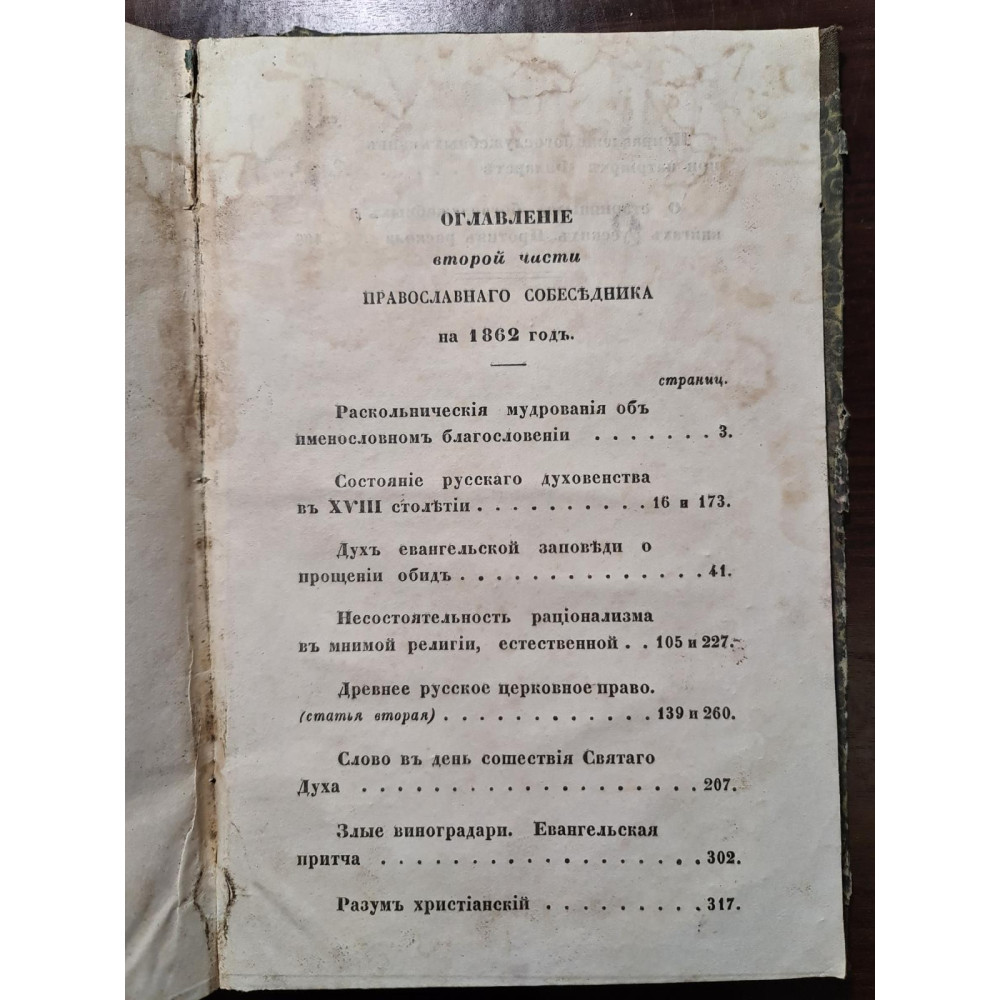 ОГЛАВЛЕНІЕ
второй части
ПРАВОСЛАВНАГО СОБЕСѢДНИКА
на 1862 годъ.
страниц.
Раскольническія мудрованія объ
именословномъ благословеніи . . . . . . . 3.
Состояніе русскаго духовенства
въ XVIII столѣтіи . . . . . . . . . . 16 и 173.
Духъ евангельской заповѣди о
прощеніи обидъ . . . . . . . . . . . . . . 41.
Несостоятельность раціонализма
въ мнимой религіи, естественной . . 105 и 227.
Древнее русское церковное право.
(статья вторая) . . . . . . . . . . . . 139 и 260.
Слово въ день сошествія Святаго
Духа . . . . . . . . . . . . . . . . . . . 207.
Злые виноградари. Евангельская
притча . . . . . . . . . . . . . . . . . . 302.
Разумъ христіанскій . . . . . . . . . 317.